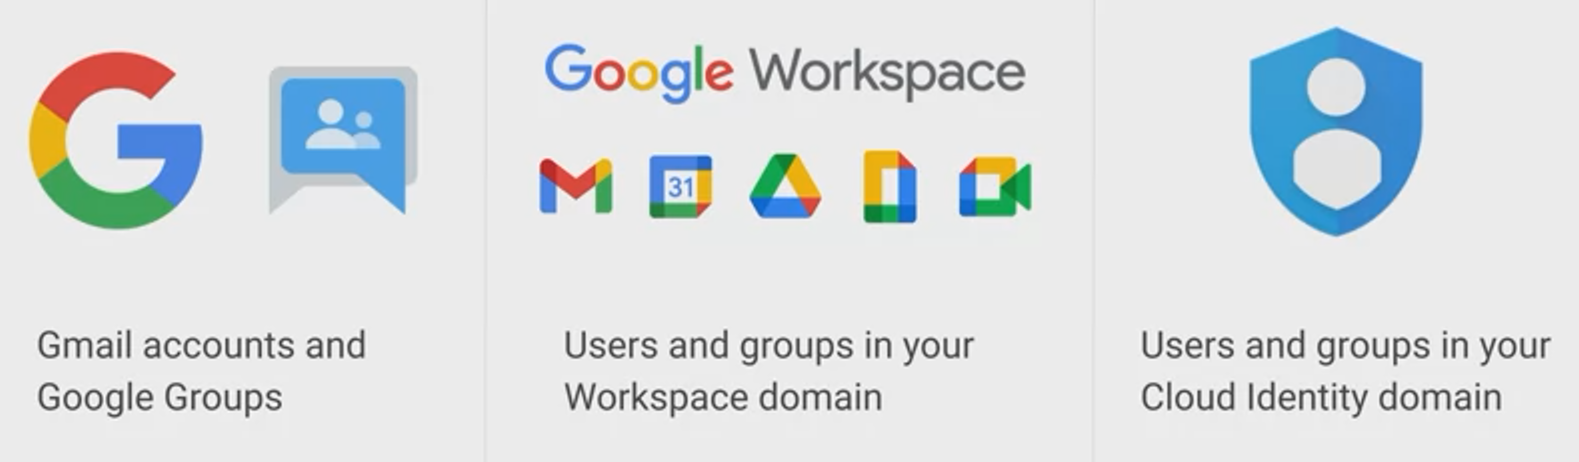 Google Workspace
31
Gmail accounts and
Google Groups
Users and groups in your
Workspace domain
Users and groups in your
Cloud Identity domain